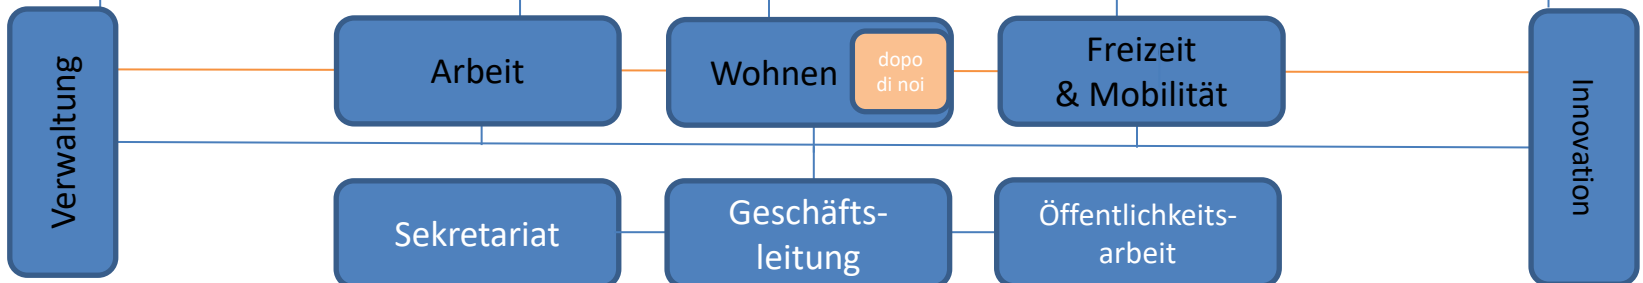 Verwaltung
Arbeit
Wohnen
dopo
di noi
Freizeit
& Mobilität
Innovation
Sekretariat
Geschäfts-
leitung
Öffentlichkeits-
arbeit